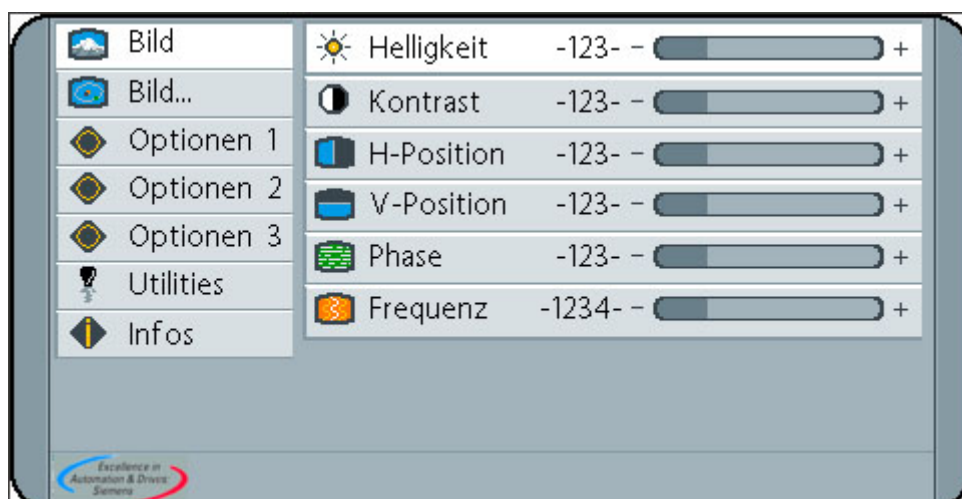 Bild
Bild...
Optionen 1
Optionen 2
Optionen 3
Utilities
Infos
Helligkeit -123- - +
Kontrast -123- - +
H-Position -123- - +
V-Position -123- - +
Phase -123- - +
Frequenz -1234- - +
Excellence in
Automation & Drives:
Siemens